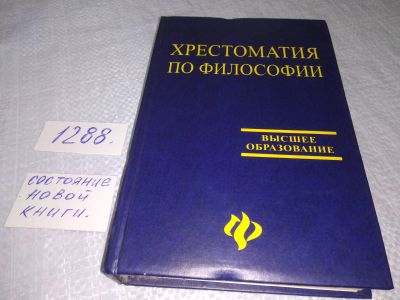 ХРЕСТОМАТИЯ
ПО ФИЛОСОФИИ
ВЫСШЕЕ
ОБРАЗОВАНИЕ
1288.
состояние
новой
книги.